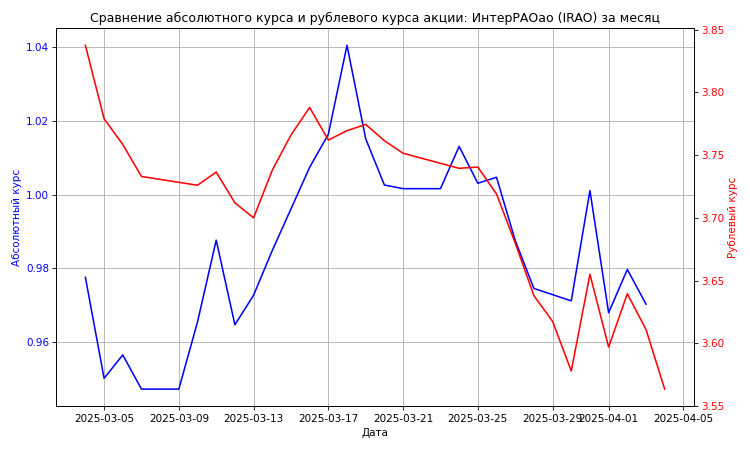 Сравнение абсолютного курса и рублевого курса акции: ИнтерРАОао (IRAO) за месяц
1.04
1.02
1.00
0.98
0.96
Абсолютный курс
3.85
3.80
3.75
3.70
3.65
3.60
3.55
Рублевый курс
2025-03-05 2025-03-09 2025-03-13 2025-03-17 2025-03-21 2025-03-25 2025-03-29 2025-04-01 2025-04-05
Дата